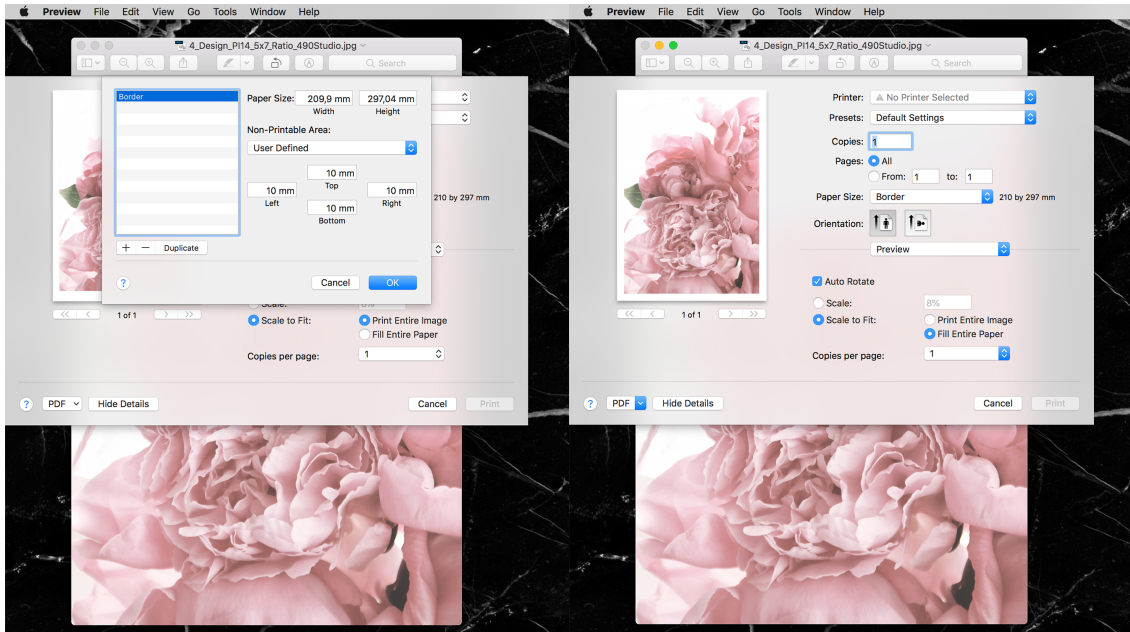 Preview File Edit View Go Tools Window Help
4_Design_PI14_5x7_Ratio_490Studio.jpg
Search
Border
Paper Size: 209,9 mm 297,04 mm
Width Height
Non-Printable Area:
User Defined
10 mm
Top
10 mm 10 mm
Left Right
10 mm
Bottom
210 by 297 mm
+ − Duplicate
? Cancel OK
Scale:
1 of 1
Scale to Fit: Print Entire Image
Fill Entire Paper
Copies per page: 1
? PDF Hide Details Cancel Print
Preview File Edit View Go Tools Window Help
4_Design_PI14_5x7_Ratio_490Studio.jpg
Search
Printer: No Printer Selected
Presets: Default Settings
Copies: 1
Pages: All
From: 1 to: 1
Paper Size: Border 210 by 297 mm
Orientation:
Preview
Auto Rotate
Scale: 8%
1 of 1
Scale to Fit: Print Entire Image
Fill Entire Paper
Copies per page: 1
? PDF Hide Details Cancel Print